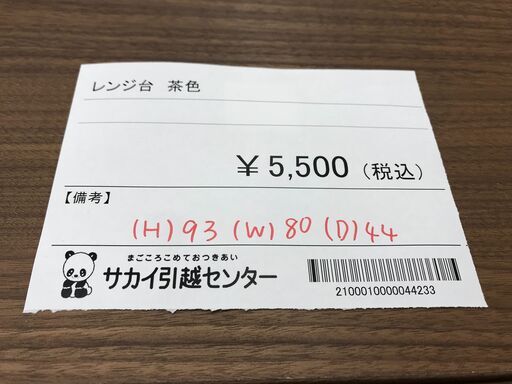 レンジ台 茶色
¥5,500（税込）
【備考】
(H)93 (W)80 (D)44
まごころこめておつきあい
サカイ引越センター
2100010000044233